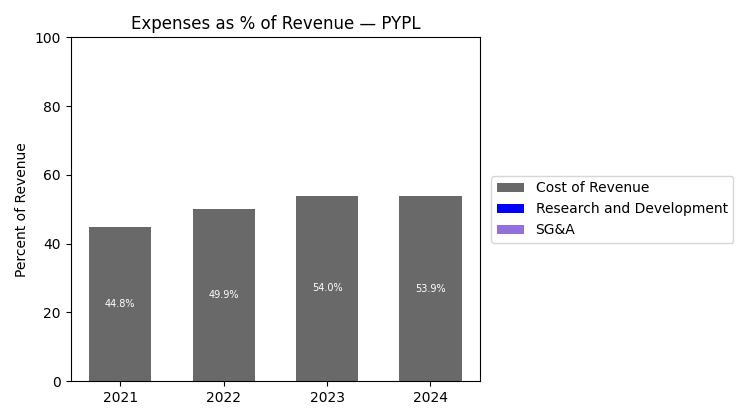 Expenses as % of Revenue — PYPL
100
80
60
40
20
0
Percent of Revenue
44.8%
49.9%
54.0%
53.9%
2021
2022
2023
2024
Cost of Revenue
Research and Development
SG&A